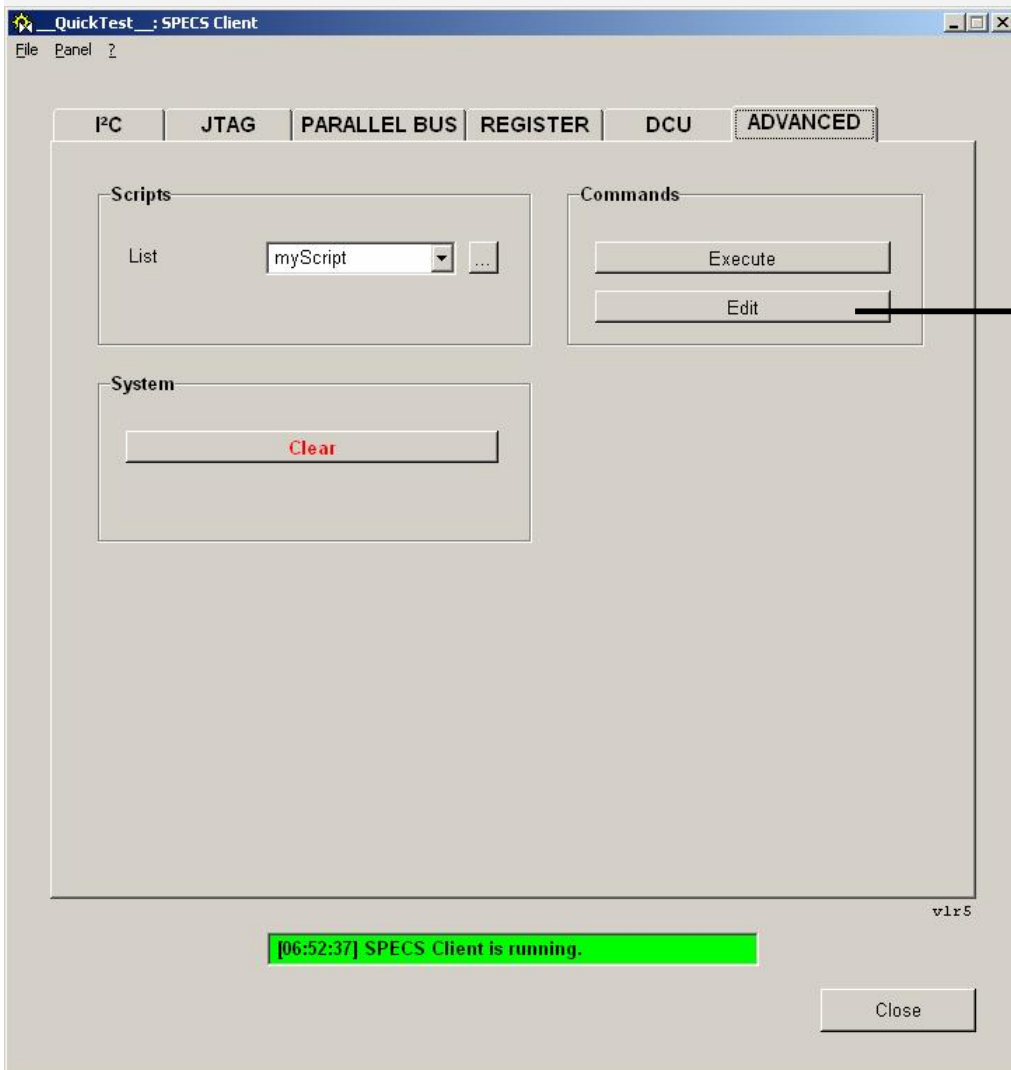 __QuickTest__: SPECS Client
File Panel ?
I²C JTAG PARALLEL BUS REGISTER DCU ADVANCED
Scripts
Commands
List myScript ...
Execute
Edit
System
Clear
v1r5
[06:52:37] SPECS Client is running.
Close